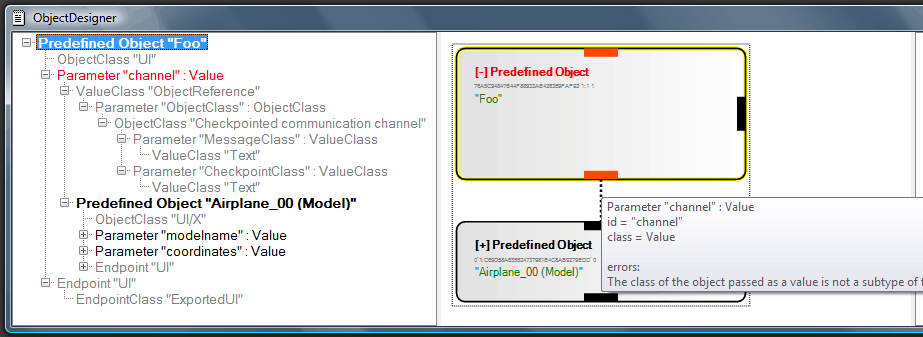 ObjectDesigner
Predefined Object "Foo"
ObjectClass "UI"
Parameter "channel" : Value
ValueClass "ObjectReference"
Parameter "ObjectClass" : ObjectClass
ObjectClass "Checkpointed communication channel"
Parameter "MessageClass" : ValueClass
ValueClass "Text"
Parameter "CheckpointClass" : ValueClass
ValueClass "Text"
Predefined Object "Airplane_00 (Model)"
ObjectClass "UI/X"
Parameter "modelname" : Value
Parameter "coordinates" : Value
Endpoint "UI"
Endpoint "UI"
EndpointClass "ExportedUI"
[-] Predefined Object
"Foo"
[+] Predefined Object
"Airplane_00 (Model)"
Parameter "channel" : Value
id = "channel"
class = Value
errors:
The class of the object passed as a value is not a subtype of